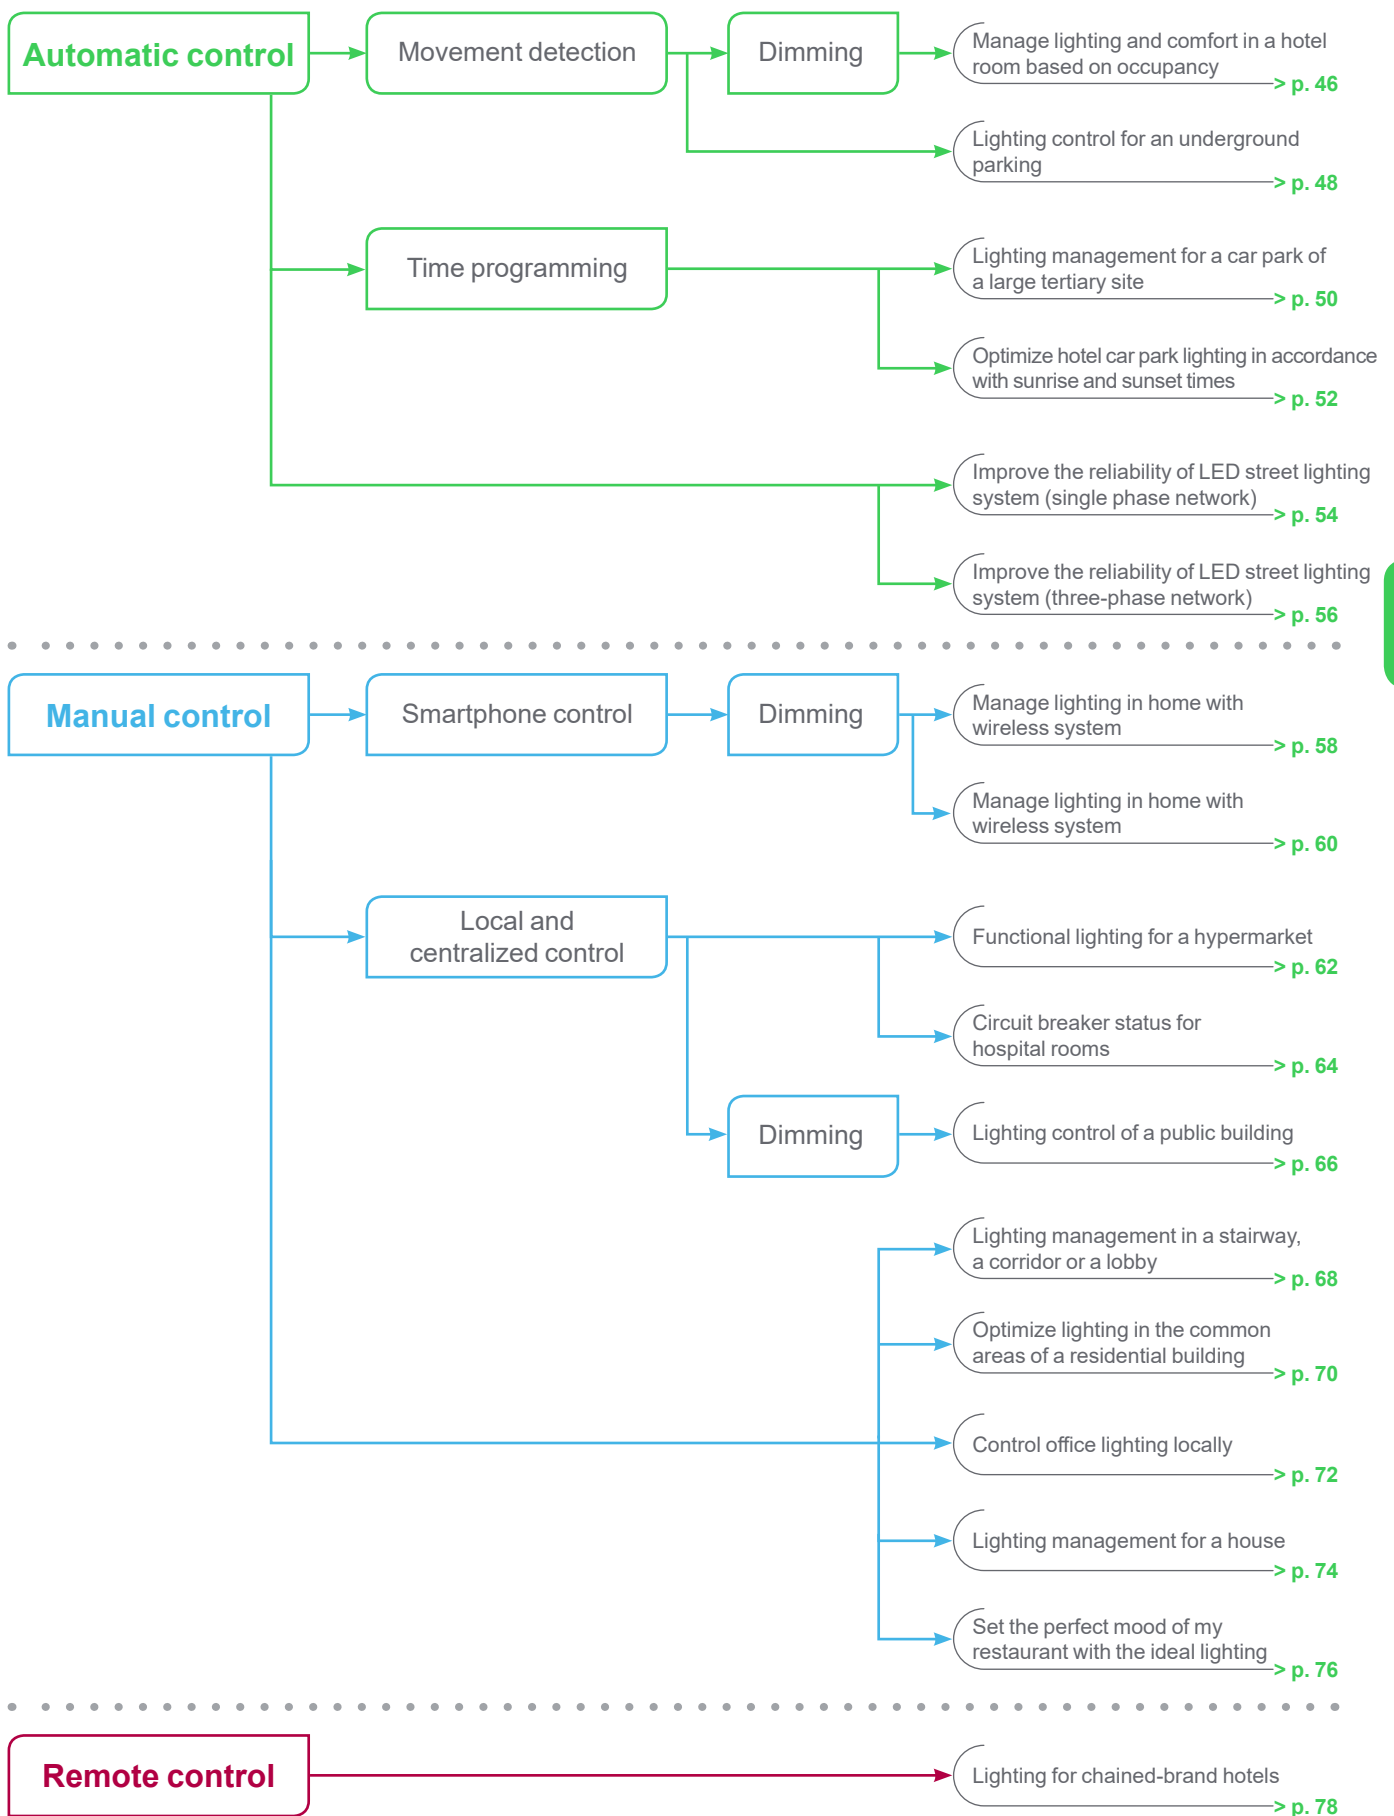 Automatic control
Movement detection
Dimming
Manage lighting and comfort in a hotel
room based on occupancy
> p. 46
Lighting control for an underground
parking
> p. 48
Time programming
Lighting management for a car park of
a large tertiary site
> p. 50
Optimize hotel car park lighting in accordance
with sunrise and sunset times
> p. 52
Improve the reliability of LED street lighting
system (single phase network)
> p. 54
Improve the reliability of LED street lighting
system (three-phase network)
> p. 56
Manual control
Smartphone control
Dimming
Manage lighting in home with
wireless system
> p. 58
Manage lighting in home with
wireless system
> p. 60
Local and
centralized control
Functional lighting for a hypermarket
> p. 62
Circuit breaker status for
hospital rooms
> p. 64
Dimming
Lighting control of a public building
> p. 66
Lighting management in a stairway,
a corridor or a lobby
> p. 68
Optimize lighting in the common
areas of a residential building
> p. 70
Control office lighting locally
> p. 72
Lighting management for a house
> p. 74
Set the perfect mood of my
restaurant with the ideal lighting
> p. 76
Remote control
Lighting for chained-brand hotels
> p. 78